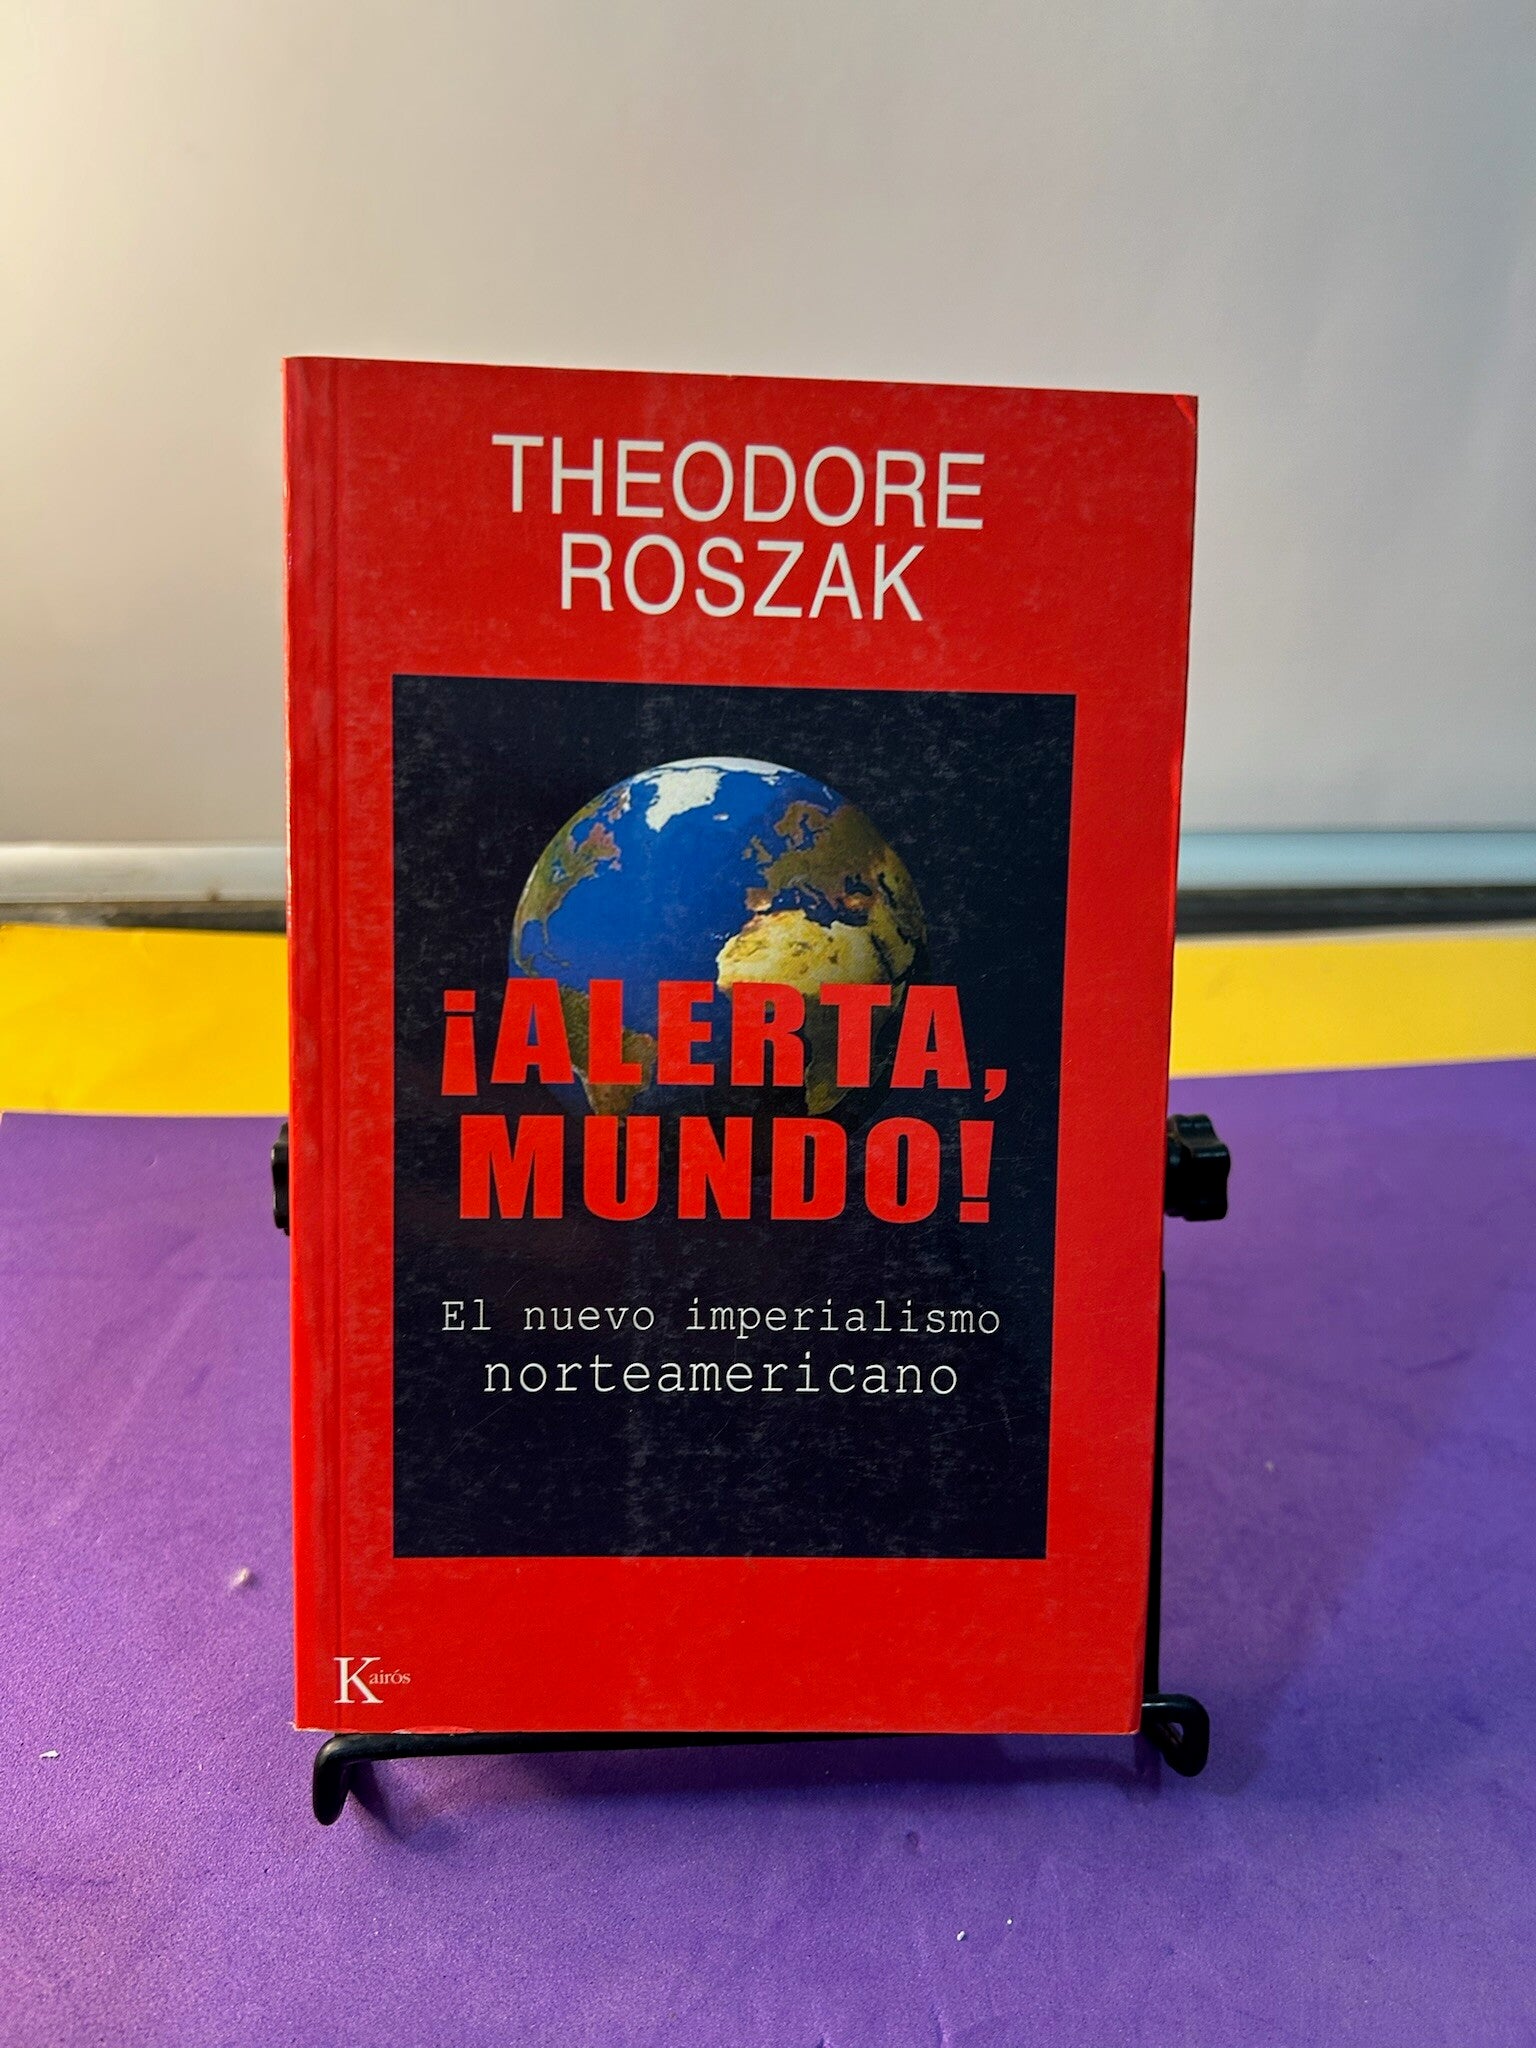 THEODORE
ROSZAK
¡ALERTA,
MUNDO!
El nuevo imperialismo
norteamericano
Kairós